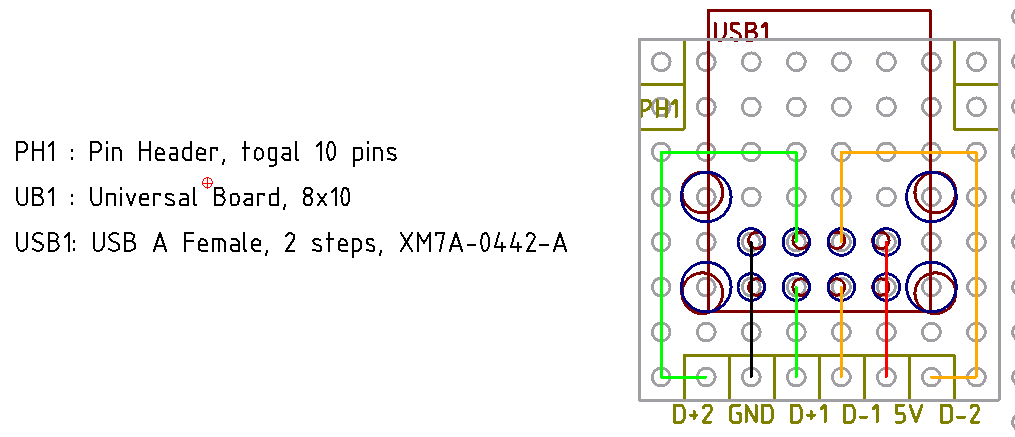 USB1
PH1
PH1 : Pin Header, togal 10 pins
UB1 : Universal Board, 8x10
USB1: USB A Female, 2 steps, XM7A-0442-A
D+2 GND D+1 D-1 5V D-2